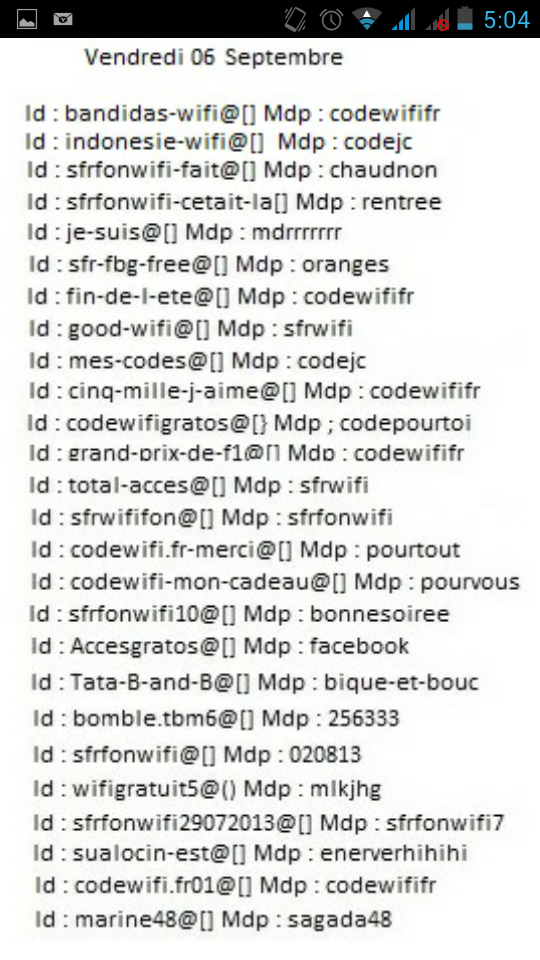 5:04
Vendredi 06 Septembre
Id : bandidas-wifi@[] Mdp : codewififr
Id : indonesie-wifi@[] Mdp : codejc
Id : sfrfonwifi-fait@[] Mdp : chaudnon
Id : sfrfonwifi-cetait-la[] Mdp : rentree
Id : je-suis@[] Mdp : mdrrrrrrr
Id : sfr-fbg-free@[] Mdp : oranges
Id : fin-de-l-ete@[] Mdp : codewififr
Id : good-wifi@[] Mdp : sfrwifi
Id : mes-codes@[] Mdp : codejc
Id : cinq-mille-j-aime@[] Mdp : codewififr
Id : codewifigratos@[} Mdp ; codepourtoi
Id : grand-prix-de-f1@[] Mdp : codewififr
Id : total-acces@[] Mdp : sfrwifi
Id : sfrwififon@[] Mdp : sfrfonwifi
Id : codewifi.fr-merci@[] Mdp : pourtout
Id : codewifi-mon-cadeau@[] Mdp : pourvous
Id : sfrfonwifi10@[] Mdp : bonnesoiree
Id : Accesgratos@[] Mdp : facebook
Id : Tata-B-and-B@[] Mdp : bique-et-bouc
Id : bomble.tbm6@[] Mdp : 256333
Id : sfrfonwifi@[] Mdp : 020813
Id : wifigratuit5@() Mdp : mlkjhg
Id : sfrfonwifi29072013@[] Mdp : sfrfonwifi7
Id : sualocin-est@[] Mdp : enerverhihihi
Id : codewifi.fr01@[] Mdp : codewififr
Id : marine48@[] Mdp : sagada48